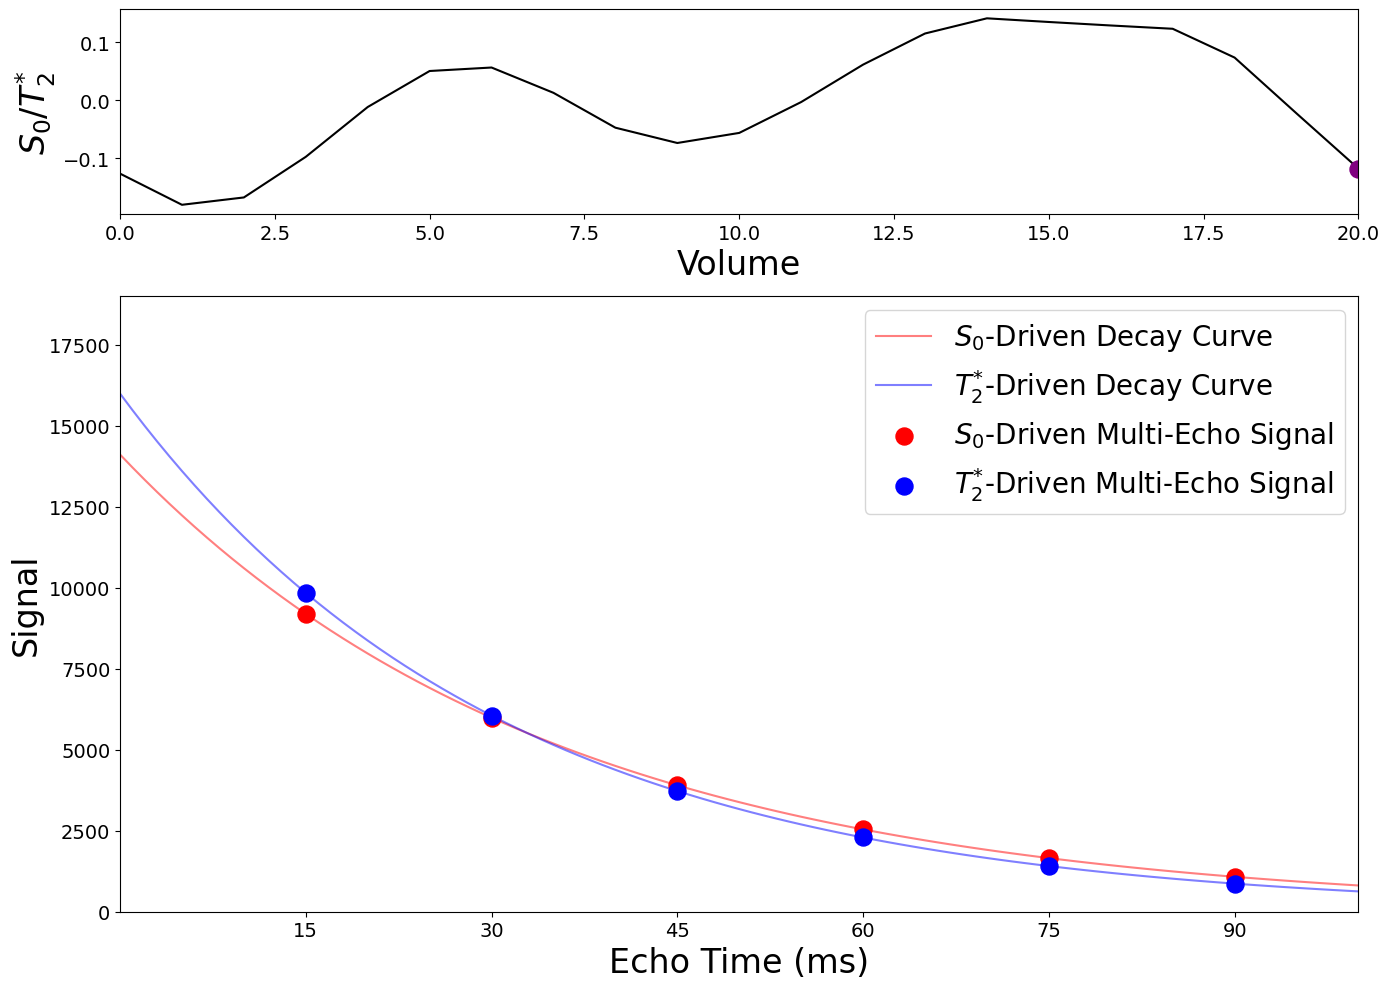 S₀/T₂*
0.1
0.0
−0.1
0.0 2.5 5.0 7.5 10.0 12.5 15.0 17.5 20.0
Volume
Signal
17500
15000
12500
10000
7500
5000
2500
0
S₀-Driven Decay Curve
T₂*-Driven Decay Curve
S₀-Driven Multi-Echo Signal
T₂*-Driven Multi-Echo Signal
15 30 45 60 75 90
Echo Time (ms)